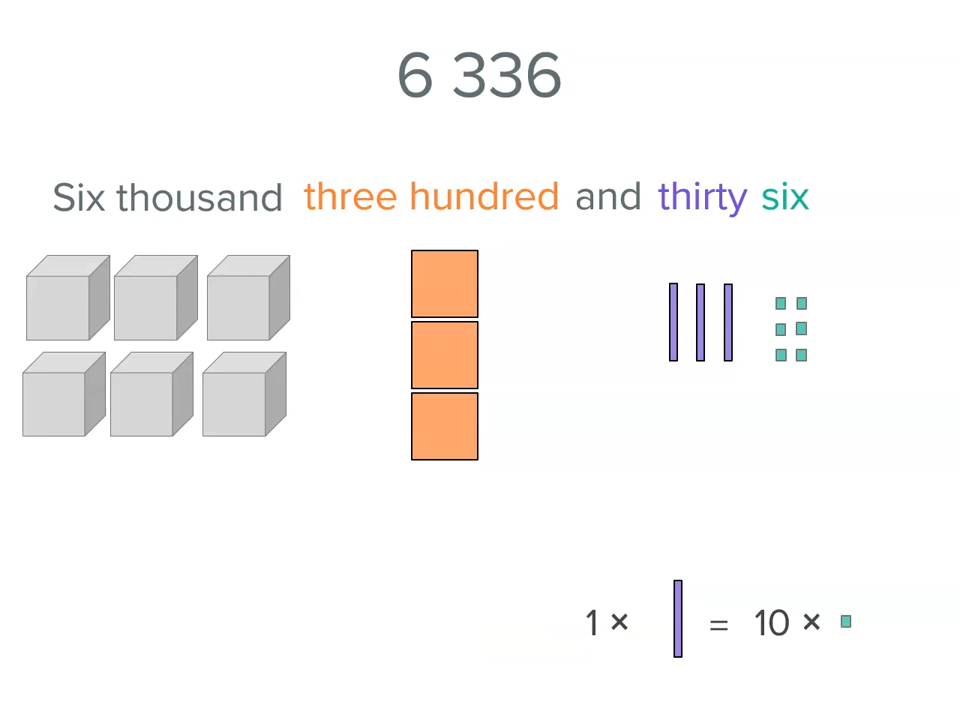 6 336
Six thousand three hundred and thirty six
1 × = 10 ×